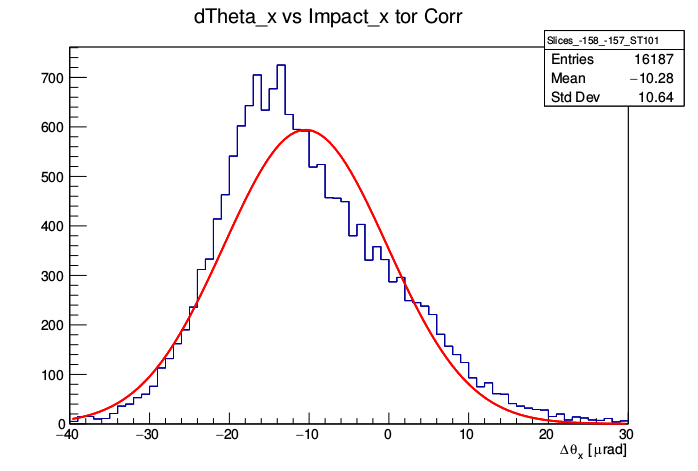 dTheta_x vs Impact_x tor Corr
Slices_-158_-157_ST101
Entries 16187
Mean −10.28
Std Dev 10.64
700
600
500
400
300
200
100
0
−40 −30 −20 −10 0 10 20 30
Δθx [μrad]